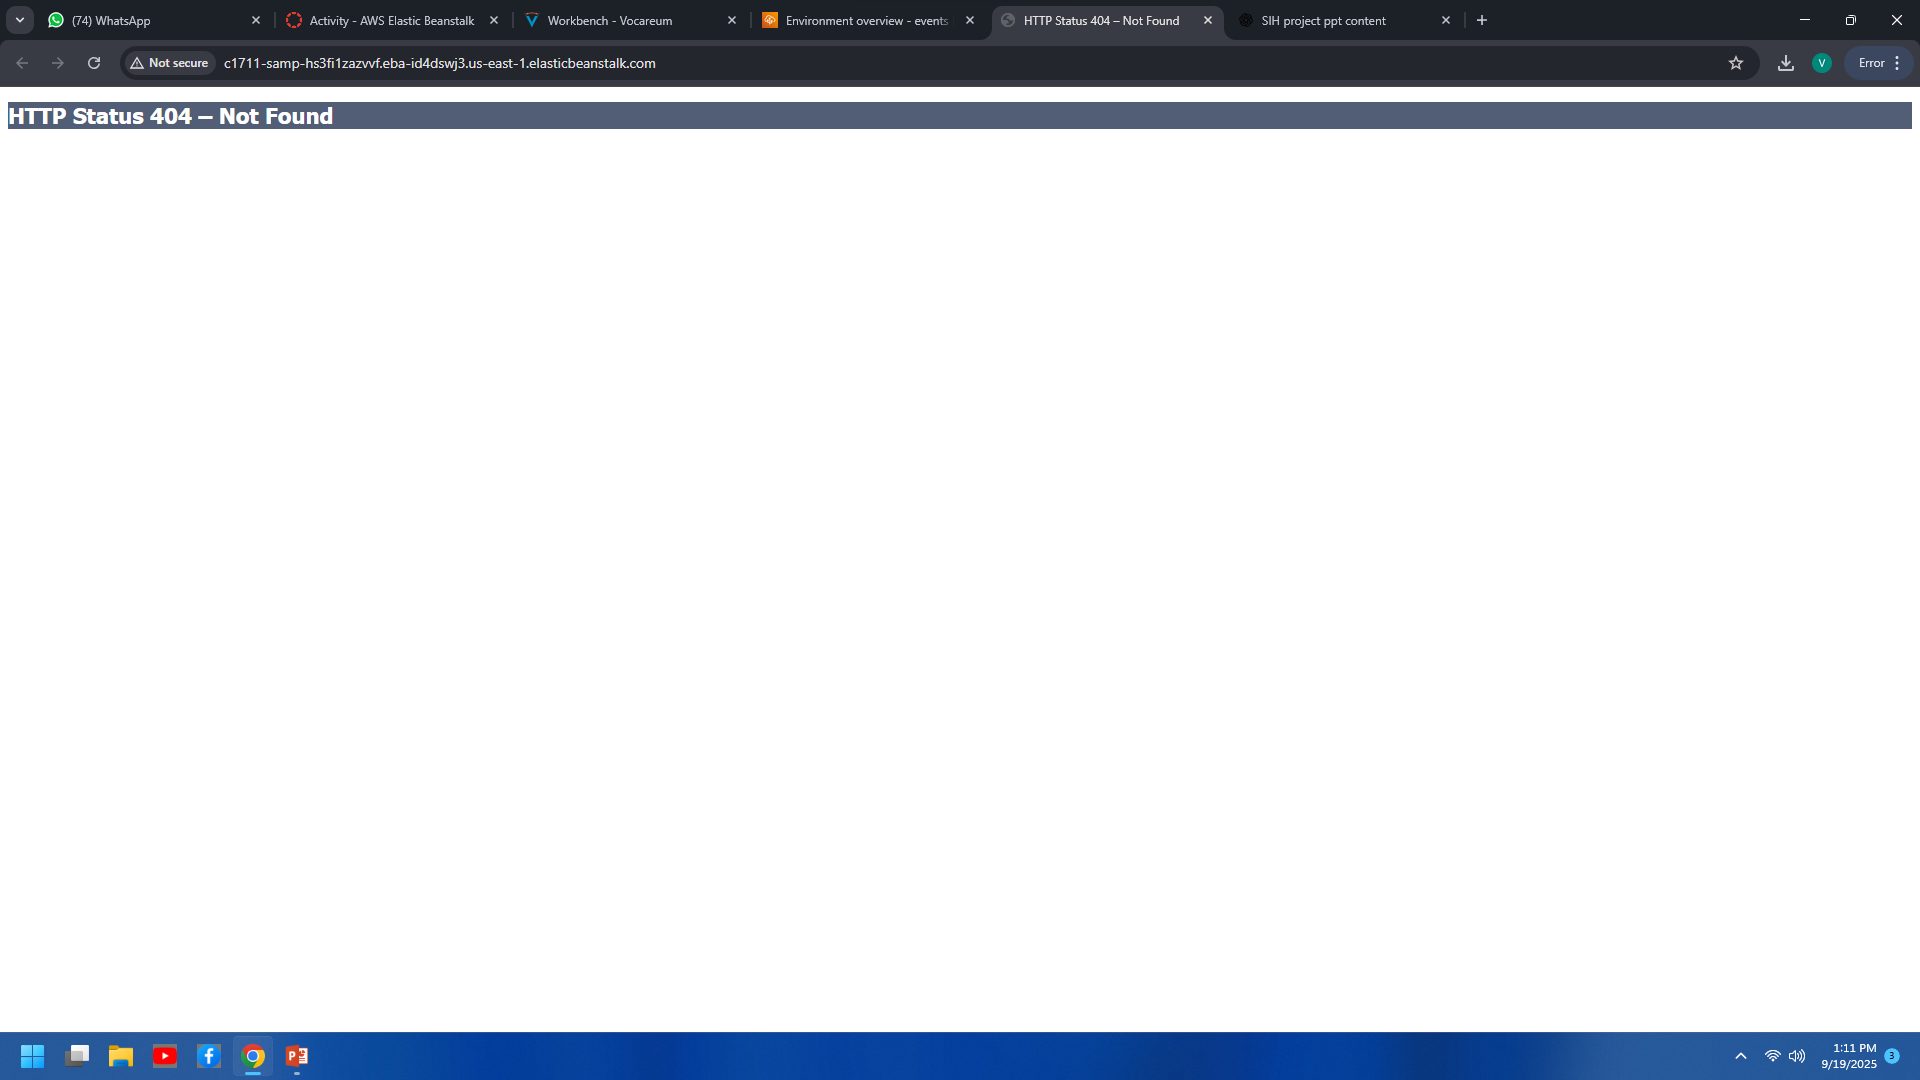 (74) WhatsApp
Activity - AWS Elastic Beanstalk
Workbench - Vocareum
Environment overview - events
HTTP Status 404 – Not Found
SIH project ppt content
Not secure
c1711-samp-hs3fi1zazvvf.eba-id4dswj3.us-east-1.elasticbeanstalk.com
V
Error
HTTP Status 404 – Not Found
1:11 PM
9/19/2025
3